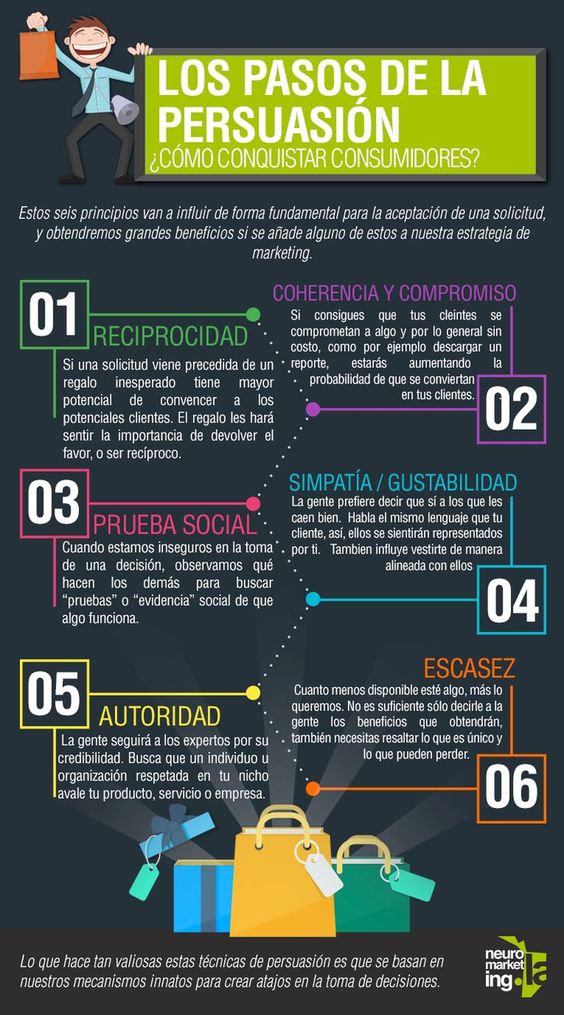 LOS PASOS DE LA
PERSUASIÓN
¿CÓMO CONQUISTAR CONSUMIDORES?
Estos seis principios van a influir de forma fundamental para la aceptación de una solicitud,
y obtendremos grandes beneficios si se añade alguno de estos a nuestra estrategia de
marketing.
01
RECIPROCIDAD
Si una solicitud viene precedida de un
regalo inesperado tiene mayor
potencial de convencer a los
potenciales clientes. El regalo les hará
sentir la importancia de devolver el
favor, o ser recíproco.
COHERENCIA Y COMPROMISO
Si consigues que tus cleintes se
comprometan a algo y por lo general sin
costo, como por ejemplo descargar un
reporte, estarás aumentando la
probabilidad de que se conviertan
en tus clientes.
02
03
PRUEBA SOCIAL
Cuando estamos inseguros en la toma
de una decisión, observamos qué
hacen los demás para buscar
“pruebas” o “evidencia” social de que
algo funciona.
SIMPATÍA / GUSTABILIDAD
La gente prefiere decir que sí a los que les
caen bien. Habla el mismo lenguaje que tu
cliente, así, ellos se sientirán representados
por ti. Tambien influye vestirte de manera
alineada con ellos
04
05
AUTORIDAD
La gente seguirá a los expertos por su
credibilidad. Busca que un individuo u
organización respetada en tu nicho
avale tu producto, servicio o empresa.
ESCASEZ
Cuanto menos disponible esté algo, más lo
queremos. No es suficiente sólo decirle a la
gente los beneficios que obtendrán,
también necesitas resaltar lo que es único y
lo que pueden perder.
06
Lo que hace tan valiosas estas técnicas de persuasión es que se basan en
nuestros mecanismos innatos para crear atajos en la toma de decisiones.
neuro
market
ing.la